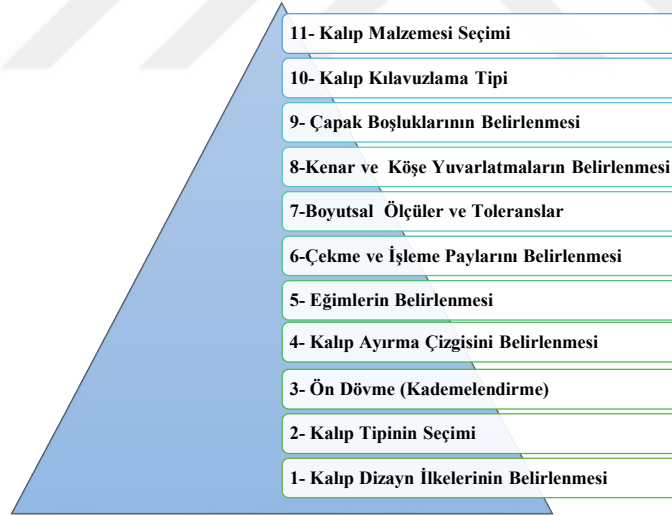 11- Kalıp Malzemesi Seçimi
10- Kalıp Kılavuzlama Tipi
9- Çapak Boşluklarının Belirlenmesi
8-Kenar ve Köşe Yuvarlatmaların Belirlenmesi
7-Boyutsal Ölçüler ve Toleranslar
6-Çekme ve İşleme Paylarını Belirlenmesi
5- Eğimlerin Belirlenmesi
4- Kalıp Ayırma Çizgisini Belirlenmesi
3- Ön Dövme (Kademelendirme)
2- Kalıp Tipinin Seçimi
1- Kalıp Dizayn İlkelerinin Belirlenmesi